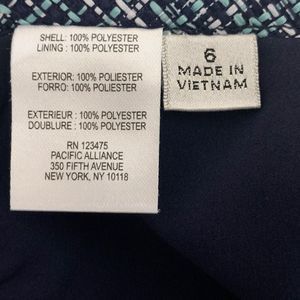 SHELL: 100% POLYESTER
LINING : 100% POLYESTER
EXTERIOR: 100% POLIESTER
FORRO: 100% POLIESTER
EXTERIEUR : 100% POLYESTER
DOUBLURE : 100% POLYESTER
RN 123475
PACIFIC ALLIANCE
350 FIFTH AVENUE
NEW YORK, NY 10118
6
MADE IN
VIETNAM